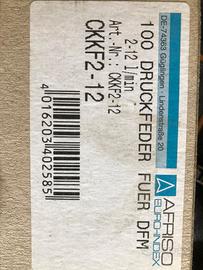 DE-74363 Güglingen · Lindenstraße 20
AFRISO
EURO-INDEX
100 DRUCKFEDER FUER DFM
2-12 l/min
Art.-Nr.: CKKF2-12
CKKF2-12
4 016203 402585